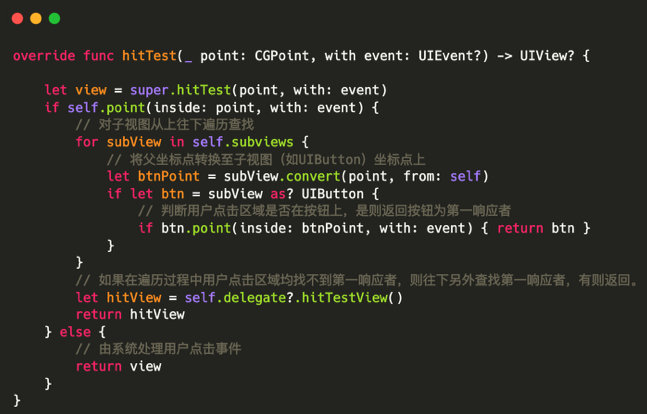 override func hitTest(_ point: CGPoint, with event: UIEvent?) -> UIView? {
let view = super.hitTest(point, with: event)
if self.point(inside: point, with: event) {
// 对子视图从上往下遍历查找
for subView in self.subviews {
// 将父坐标点转换至子视图（如UIButton）坐标点上
let btnPoint = subView.convert(point, from: self)
if let btn = subView as? UIButton {
// 判断用户点击区域是否在按钮上，是则返回按钮为第一响应者
if btn.point(inside: btnPoint, with: event) { return btn }
}
}
// 如果在遍历过程中用户点击区域均找不到第一响应者，则往下另外查找第一响应者，有则返回。
let hitView = self.delegate?.hitTestView()
return hitView
} else {
// 由系统处理用户点击事件
return view
}
}